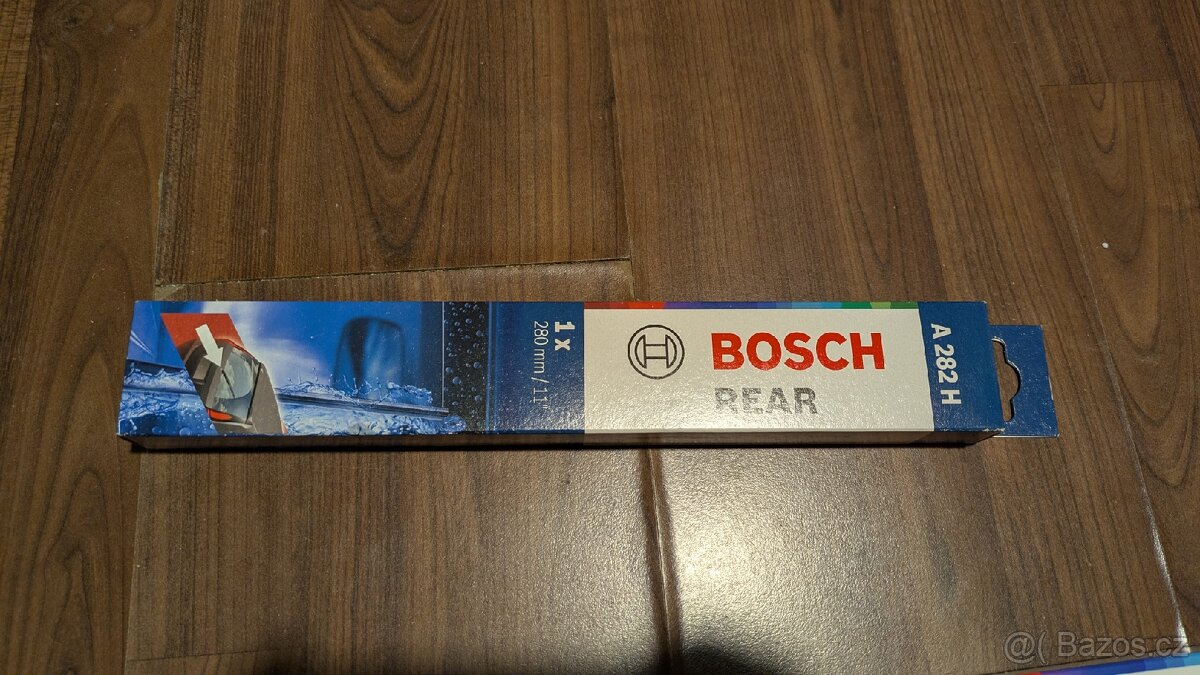 1 x
280 mm / 11"
BOSCH
REAR
A 282 H
@( Bazos.cz